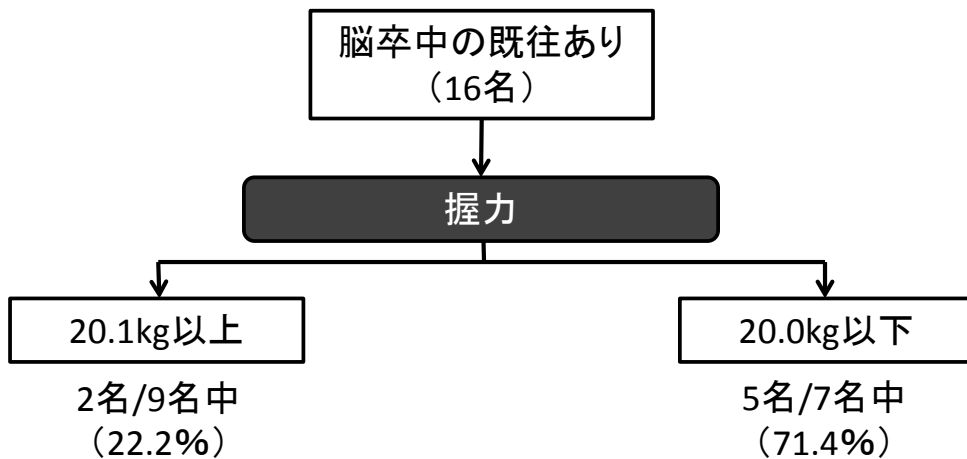 脳卒中の既往あり
（16名）
握力
20.1kg以上
20.0kg以下
2名/9名中
（22.2%）
5名/7名中
（71.4%）